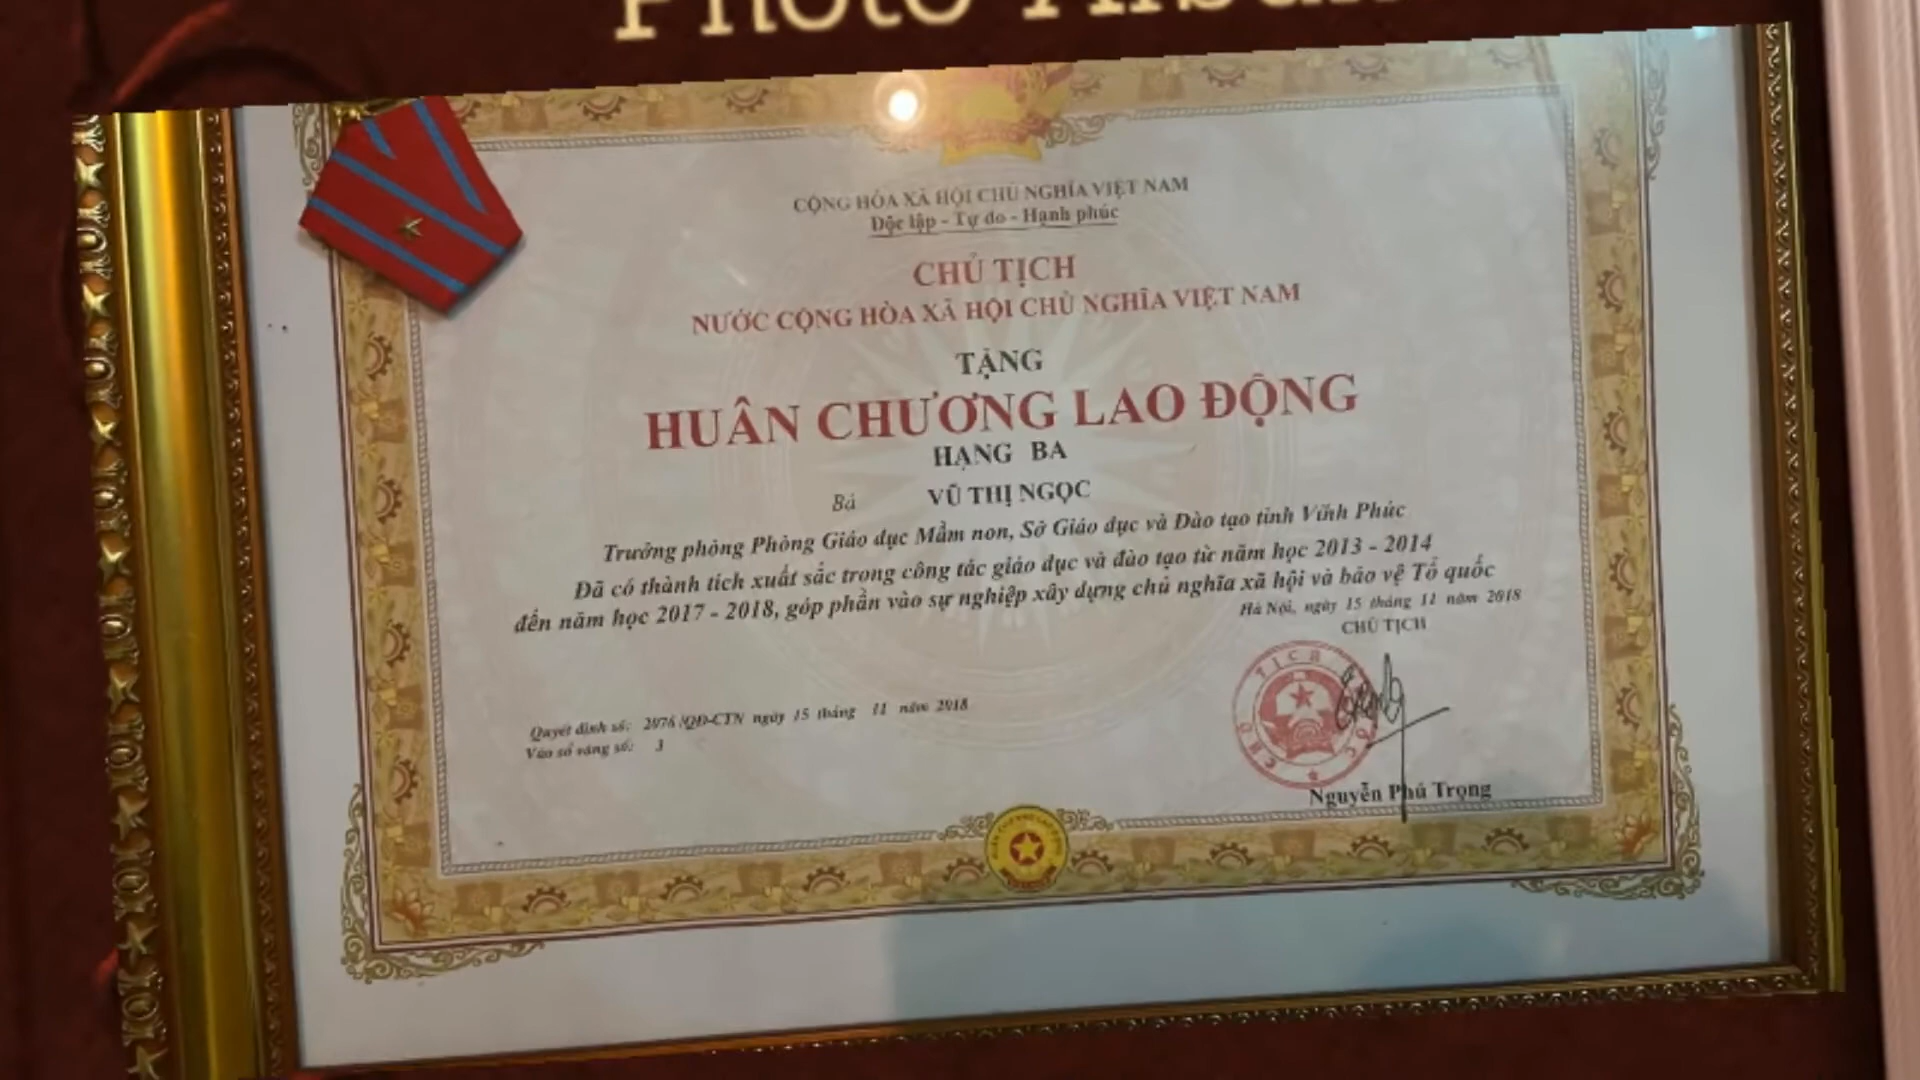 Photo Album
CỘNG HÒA XÃ HỘI CHỦ NGHĨA VIỆT NAM
Độc lập - Tự do - Hạnh phúc
CHỦ TỊCH
NƯỚC CỘNG HÒA XÃ HỘI CHỦ NGHĨA VIỆT NAM
TẶNG
HUÂN CHƯƠNG LAO ĐỘNG
HẠNG BA
Bà VŨ THỊ NGỌC
Trưởng phòng Phòng Giáo dục Mầm non, Sở Giáo dục và Đào tạo tỉnh Vĩnh Phúc
Đã có thành tích xuất sắc trong công tác giáo dục và đào tạo từ năm học 2013 - 2014
đến năm học 2017 - 2018, góp phần vào sự nghiệp xây dựng chủ nghĩa xã hội và bảo vệ Tổ quốc
Hà Nội, ngày 15 tháng 11 năm 2018
CHỦ TỊCH
Quyết định số: 2076 /QĐ-CTN ngày 15 tháng 11 năm 2018
Vào sổ vàng số: 3
Nguyễn Phú Trọng